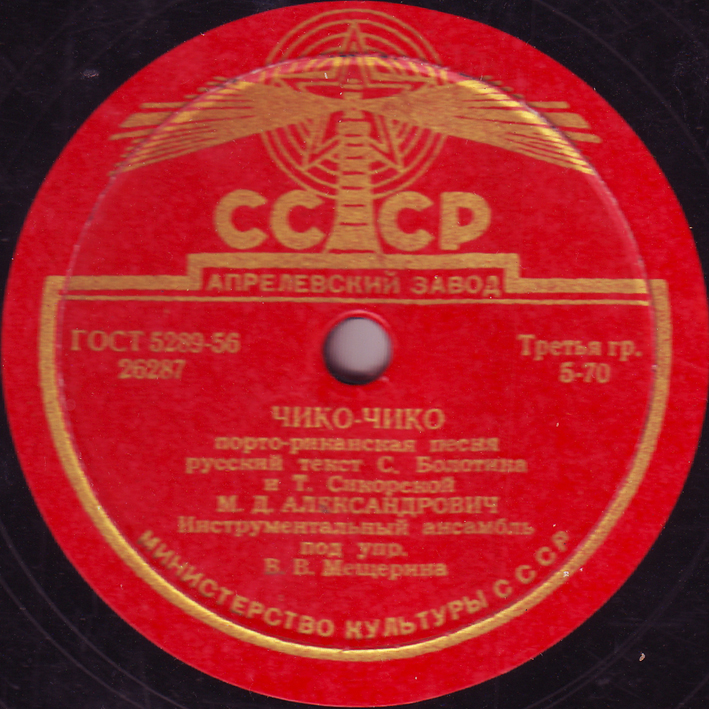 СССР
АПРЕЛЕВСКИЙ ЗАВОД
ГОСТ 5289-56
26287
Третья гр.
5-70
ЧИКО-ЧИКО
порто-риканская песня
русский текст С. Болотина
и Т. Сикорской
М. Д. АЛЕКСАНДРОВИЧ
Инструментальный ансамбль
под упр.
В. В. Мещерина
МИНИСТЕРСТВО КУЛЬТУРЫ СССР